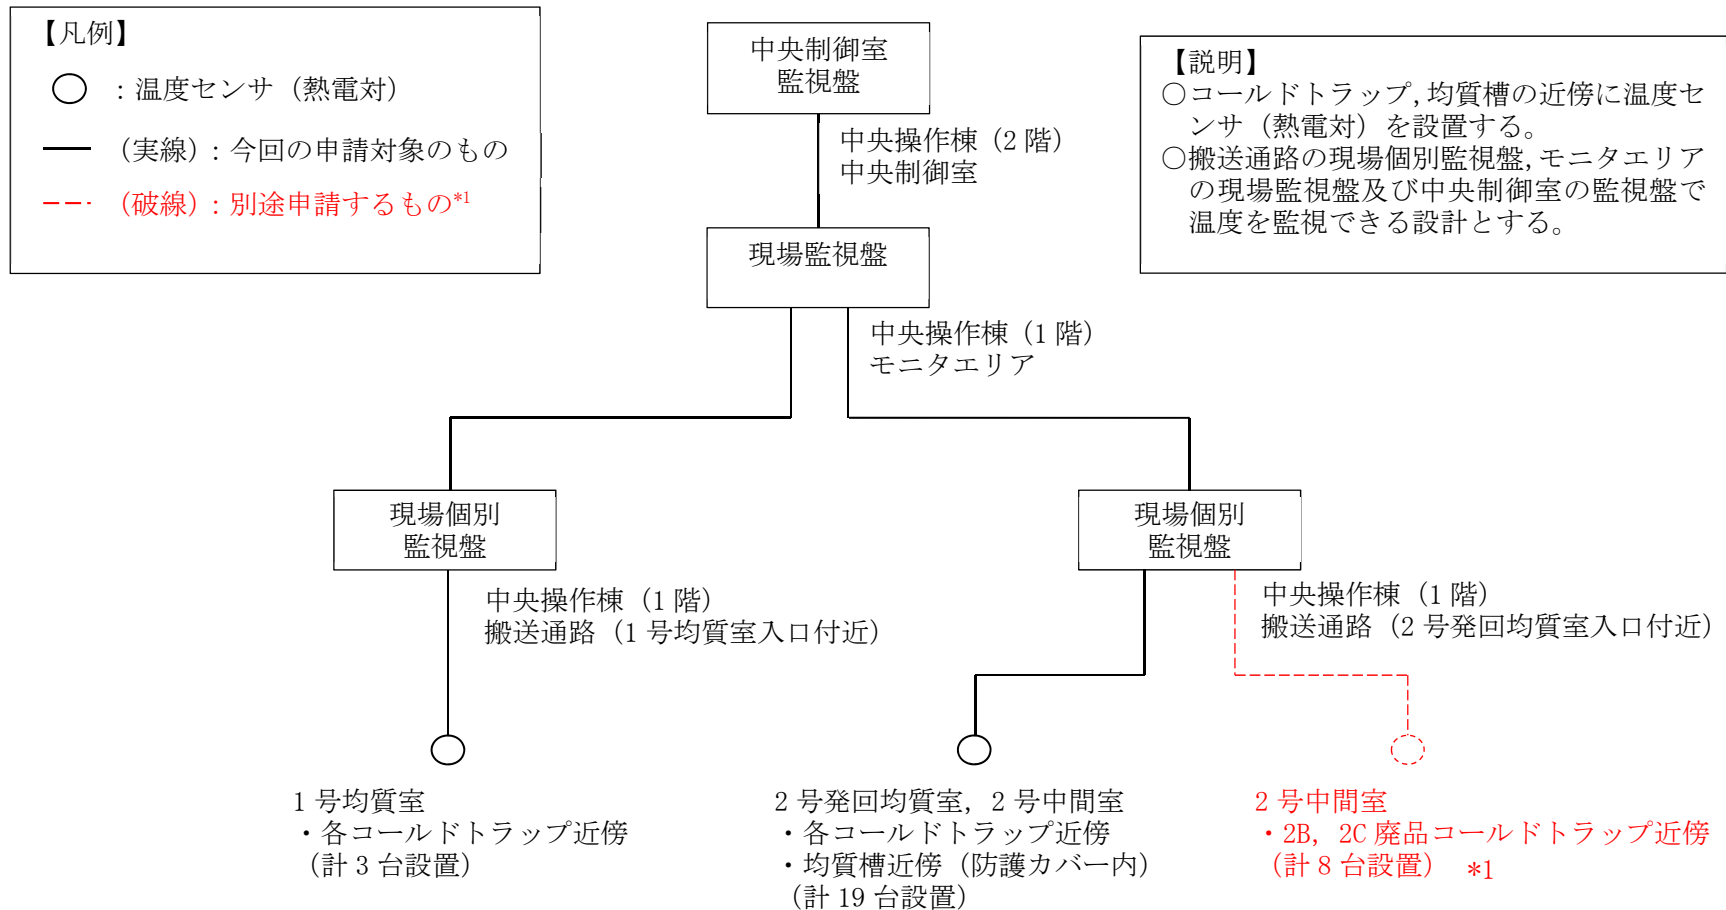 【凡例】
○：温度センサ（熱電対）
（実線）：今回の申請対象のもの
（破線）：別途申請するもの*1
中央制御室
監視盤
中央操作棟（2 階）
中央制御室
【説明】
○コールドトラップ,均質槽の近傍に温度セ
ンサ（熱電対）を設置する。
○搬送通路の現場個別監視盤,モニタエリア
の現場監視盤及び中央制御室の監視盤で
温度を監視できる設計とする。
現場監視盤
中央操作棟（1 階）
モニタエリア
現場個別
監視盤
中央操作棟（1 階）
搬送通路（1 号均質室入口付近）
現場個別
監視盤
中央操作棟（1 階）
搬送通路（2 号発回均質室入口付近）
1 号均質室
・各コールドトラップ近傍
（計 3 台設置）
2 号発回均質室，2 号中間室
・各コールドトラップ近傍
・均質槽近傍（防護カバー内）
（計 19 台設置）
2 号中間室
・2B，2C 廃品コールドトラップ近傍
（計 8 台設置） *1